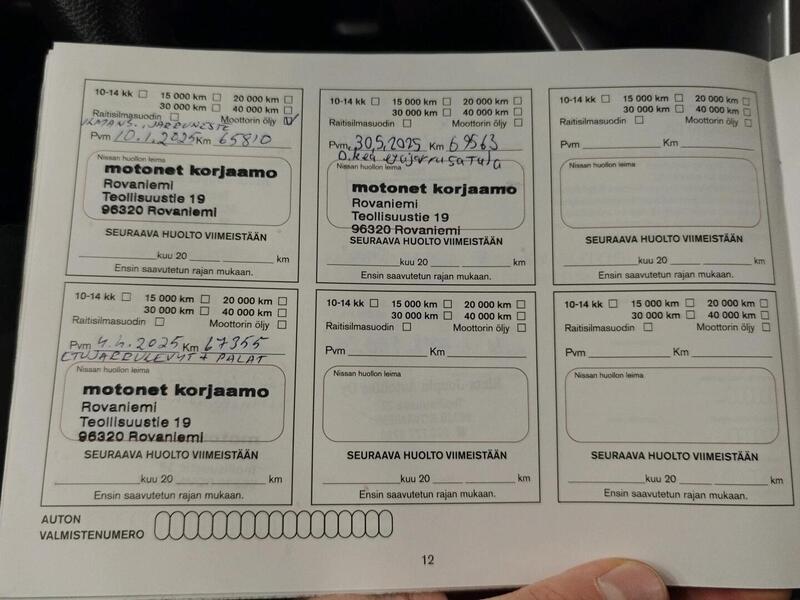 10-14 kk 15 000 km 20 000 km
30 000 km 40 000 km
Raitisilmasuodin Moottorin öljy
JARRUNESTE
Pvm 10.1.2025 Km 65810
Nissan huollon leima
motonet korjaamo
Rovaniemi
Teollisuustie 19
96320 Rovaniemi
SEURAAVA HUOLTO VIIMEISTÄÄN
kuu 20 km
Ensin saavutetun rajan mukaan.
10-14 kk 15 000 km 20 000 km
30 000 km 40 000 km
Raitisilmasuodin Moottorin öljy
Pvm 30.5.2025 Km 69563
O.kea etujarrusatula
Nissan huollon leima
motonet korjaamo
Rovaniemi
Teollisuustie 19
96320 Rovaniemi
SEURAAVA HUOLTO VIIMEISTÄÄN
kuu 20 km
Ensin saavutetun rajan mukaan.
10-14 kk 15 000 km 20 000 km
30 000 km 40 000 km
Raitisilmasuodin Moottorin öljy
Pvm Km
Nissan huollon leima
SEURAAVA HUOLTO VIIMEISTÄÄN
kuu 20 km
Ensin saavutetun rajan mukaan.
10-14 kk 15 000 km 20 000 km
30 000 km 40 000 km
Raitisilmasuodin Moottorin öljy
Pvm 4.4.2025 Km 67355
ETUJARRULEVYT + PALAT
Nissan huollon leima
motonet korjaamo
Rovaniemi
Teollisuustie 19
96320 Rovaniemi
SEURAAVA HUOLTO VIIMEISTÄÄN
kuu 20 km
Ensin saavutetun rajan mukaan.
10-14 kk 15 000 km 20 000 km
30 000 km 40 000 km
Raitisilmasuodin Moottorin öljy
Pvm Km
Nissan huollon leima
SEURAAVA HUOLTO VIIMEISTÄÄN
kuu 20 km
Ensin saavutetun rajan mukaan.
10-14 kk 15 000 km 20 000 km
30 000 km 40 000 km
Raitisilmasuodin Moottorin öljy
Pvm Km
Nissan huollon leima
SEURAAVA HUOLTO VIIMEISTÄÄN
kuu 20 km
Ensin saavutetun rajan mukaan.
AUTON
VALMISTENUMERO
12